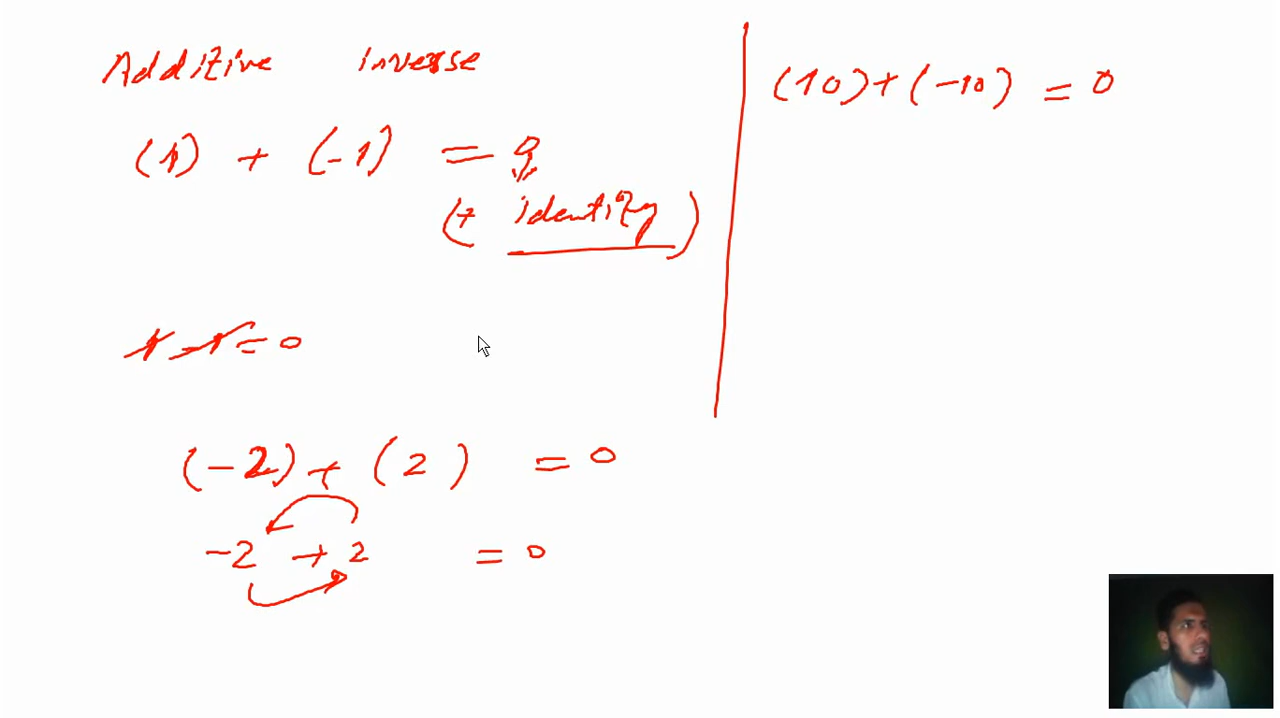 Additive inverse
(1) + (-1) = 0
(+ identity)
1 - 1 = 0
(-2) + (2) = 0
-2 + 2 = 0
(10) + (-10) = 0